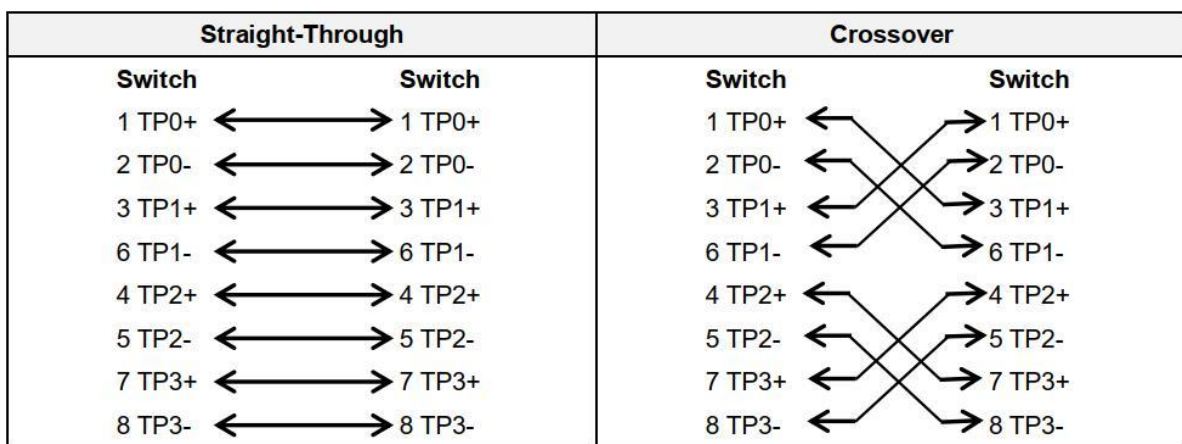 Straight-Through Crossover
Switch Switch Switch Switch
1 TP0+ 1 TP0+ 1 TP0+ 1 TP0+
2 TP0- 2 TP0- 2 TP0- 2 TP0-
3 TP1+ 3 TP1+ 3 TP1+ 3 TP1+
6 TP1- 6 TP1- 6 TP1- 6 TP1-
4 TP2+ 4 TP2+ 4 TP2+ 4 TP2+
5 TP2- 5 TP2- 5 TP2- 5 TP2-
7 TP3+ 7 TP3+ 7 TP3+ 7 TP3+
8 TP3- 8 TP3- 8 TP3- 8 TP3-